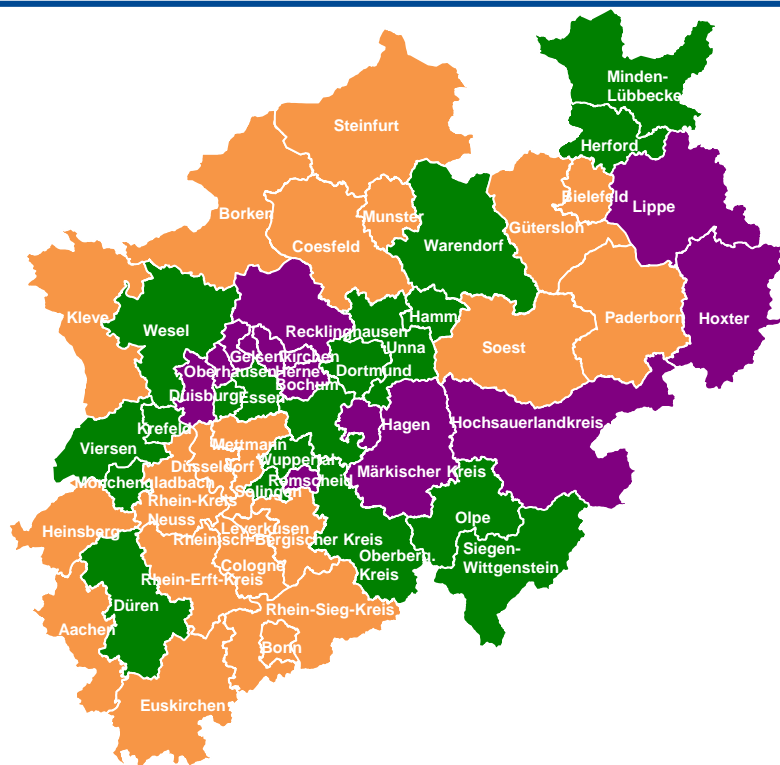 Minden-
Lübbecke
Steinfurt
Herford
Bielefeld
Lippe
Borken
Munster
Gütersloh
Coesfeld
Warendorf
Kleve
Wesel
Hamm
Paderborn
Hoxter
Recklinghausen
Unna
Soest
Gelsenkirchen
Oberhausen
Herne
Dortmund
Bochum
Duisburg
Essen
Hagen
Hochsauerlandkreis
Krefeld
Viersen
Mettmann
Wuppertal
Düsseldorf
Märkischer Kreis
Mönchengladbach
Remscheid
Solingen
Rhein-Kreis
Neuss
Heinsberg
Leverkusen
Rheinisch-Bergischer Kreis
Olpe
Siegen-
Wittgenstein
Oberberg.
Kreis
Cologne
Rhein-Erft-Kreis
Düren
Rhein-Sieg-Kreis
Aachen
Bonn
Euskirchen